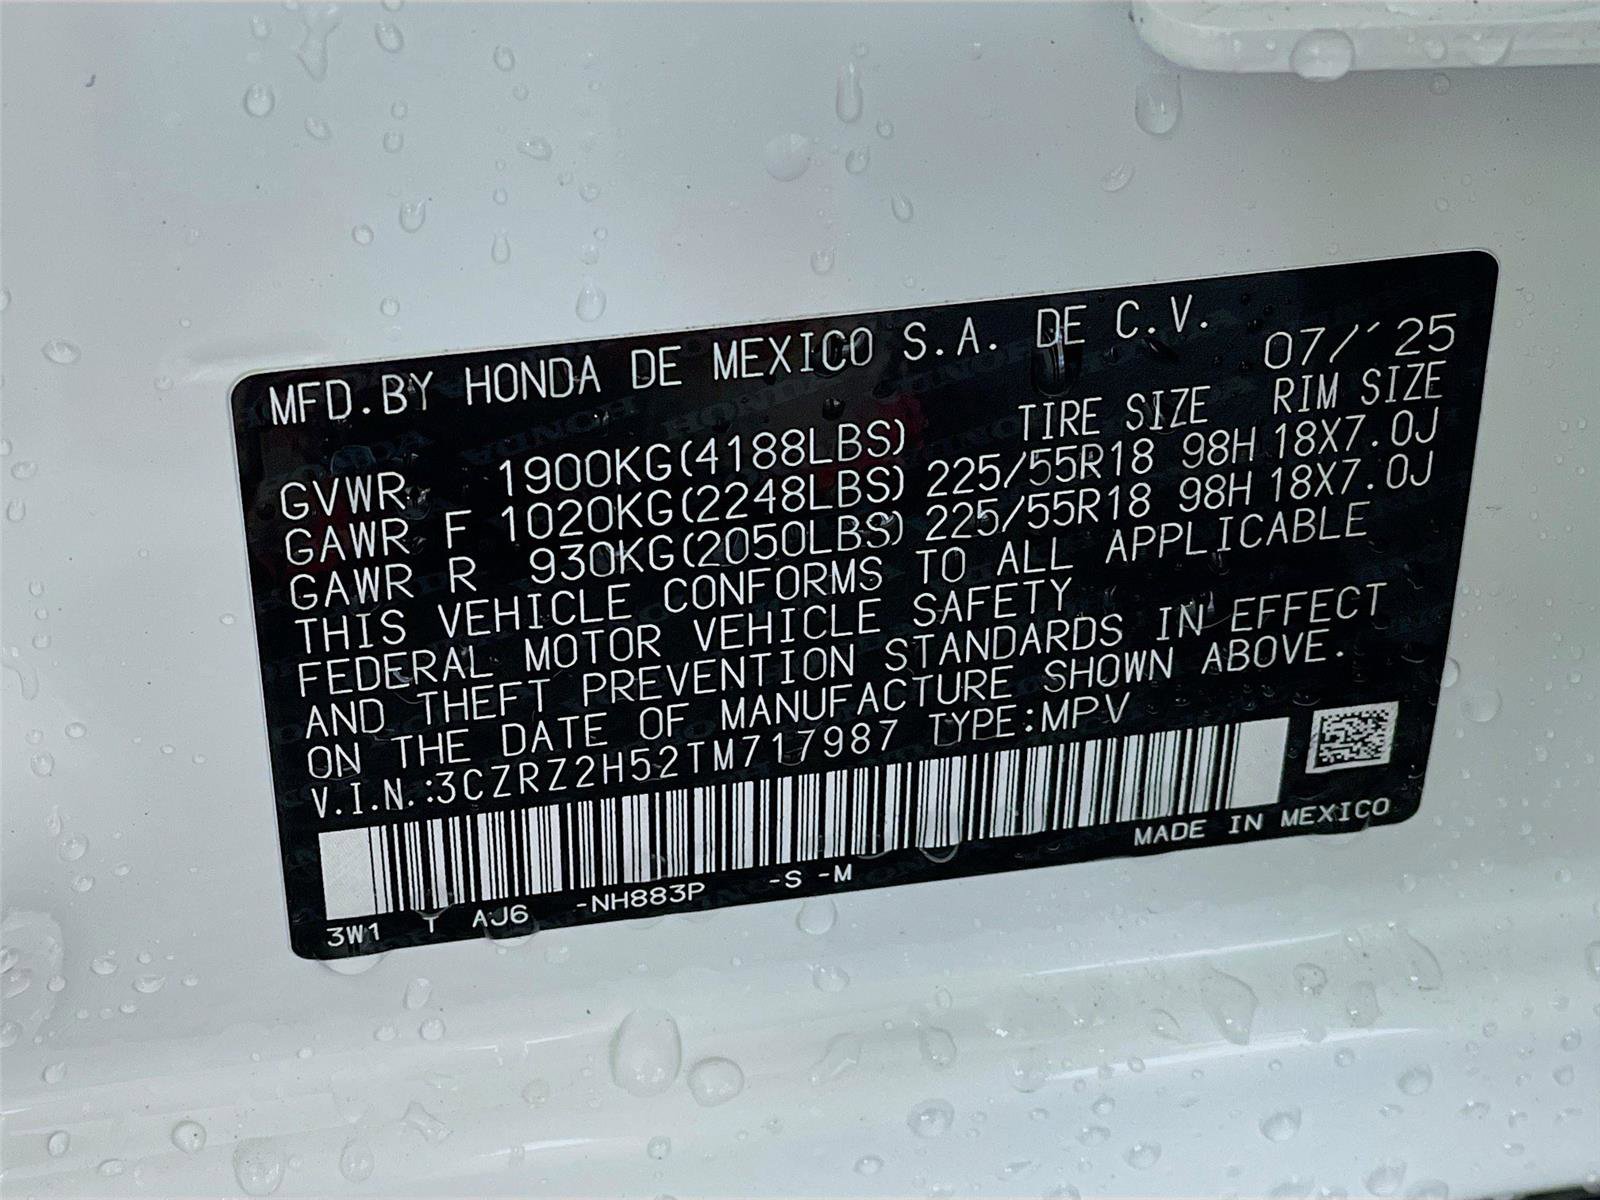 MFD.BY HONDA DE MEXICO S.A. DE C.V. 07/´25
TIRE SIZE RIM SIZE
GVWR 1900KG(4188LBS)
GAWR F 1020KG(2248LBS) 225/55R18 98H 18X7.0J
GAWR R 930KG(2050LBS) 225/55R18 98H 18X7.0J
THIS VEHICLE CONFORMS TO ALL APPLICABLE
FEDERAL MOTOR VEHICLE SAFETY
AND THEFT PREVENTION STANDARDS IN EFFECT
ON THE DATE OF MANUFACTURE SHOWN ABOVE.
V.I.N.:3CZRZ2H52TM717987 TYPE:MPV
MADE IN MEXICO
3W1 T AJ6 -NH883P -S -M